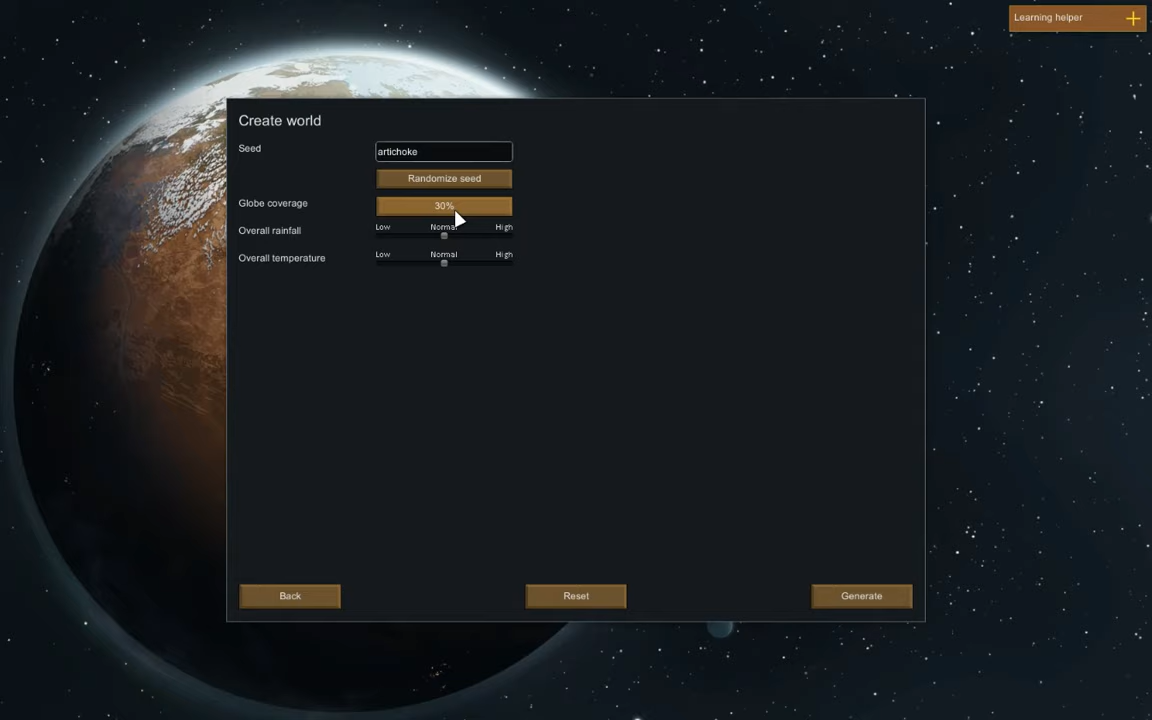 Learning helper
Create world
Seed
artichoke
Randomize seed
Globe coverage
30%
Overall rainfall
Low Normal High
Overall temperature
Low Normal High
Back
Reset
Generate